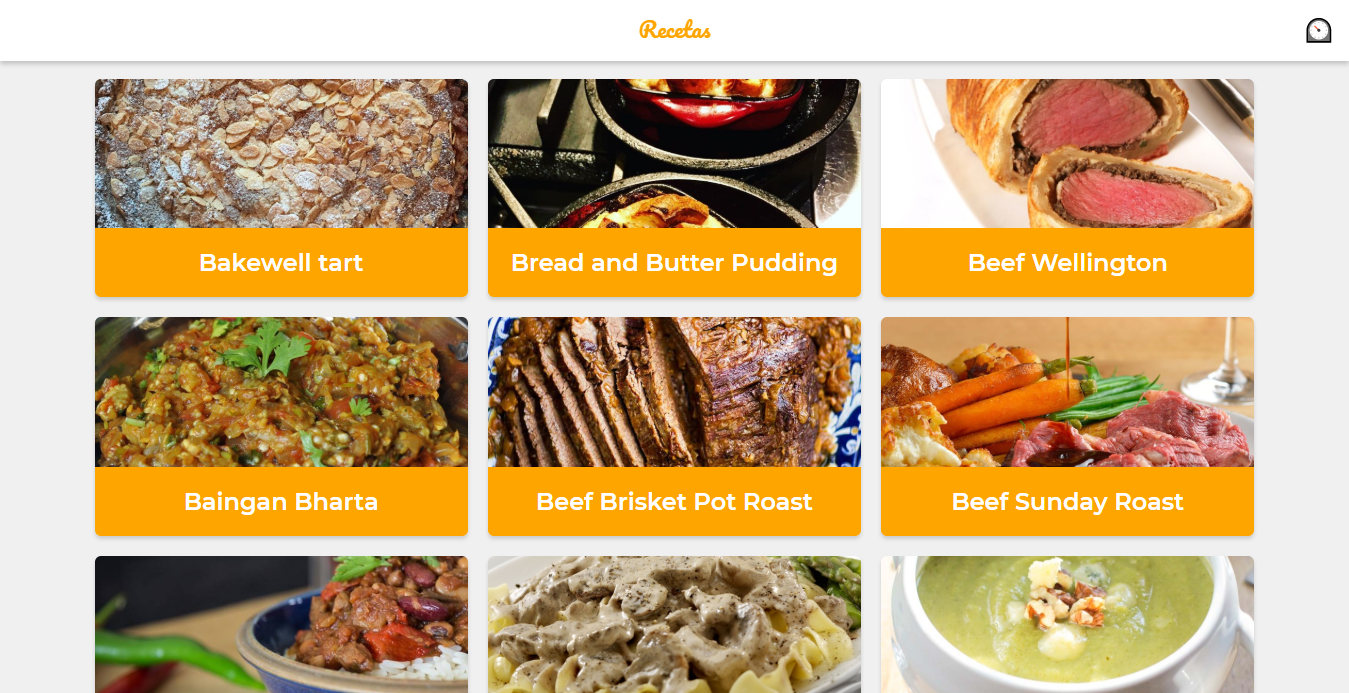 Recetas
Bakewell tart
Bread and Butter Pudding
Beef Wellington
Baingan Bharta
Beef Brisket Pot Roast
Beef Sunday Roast